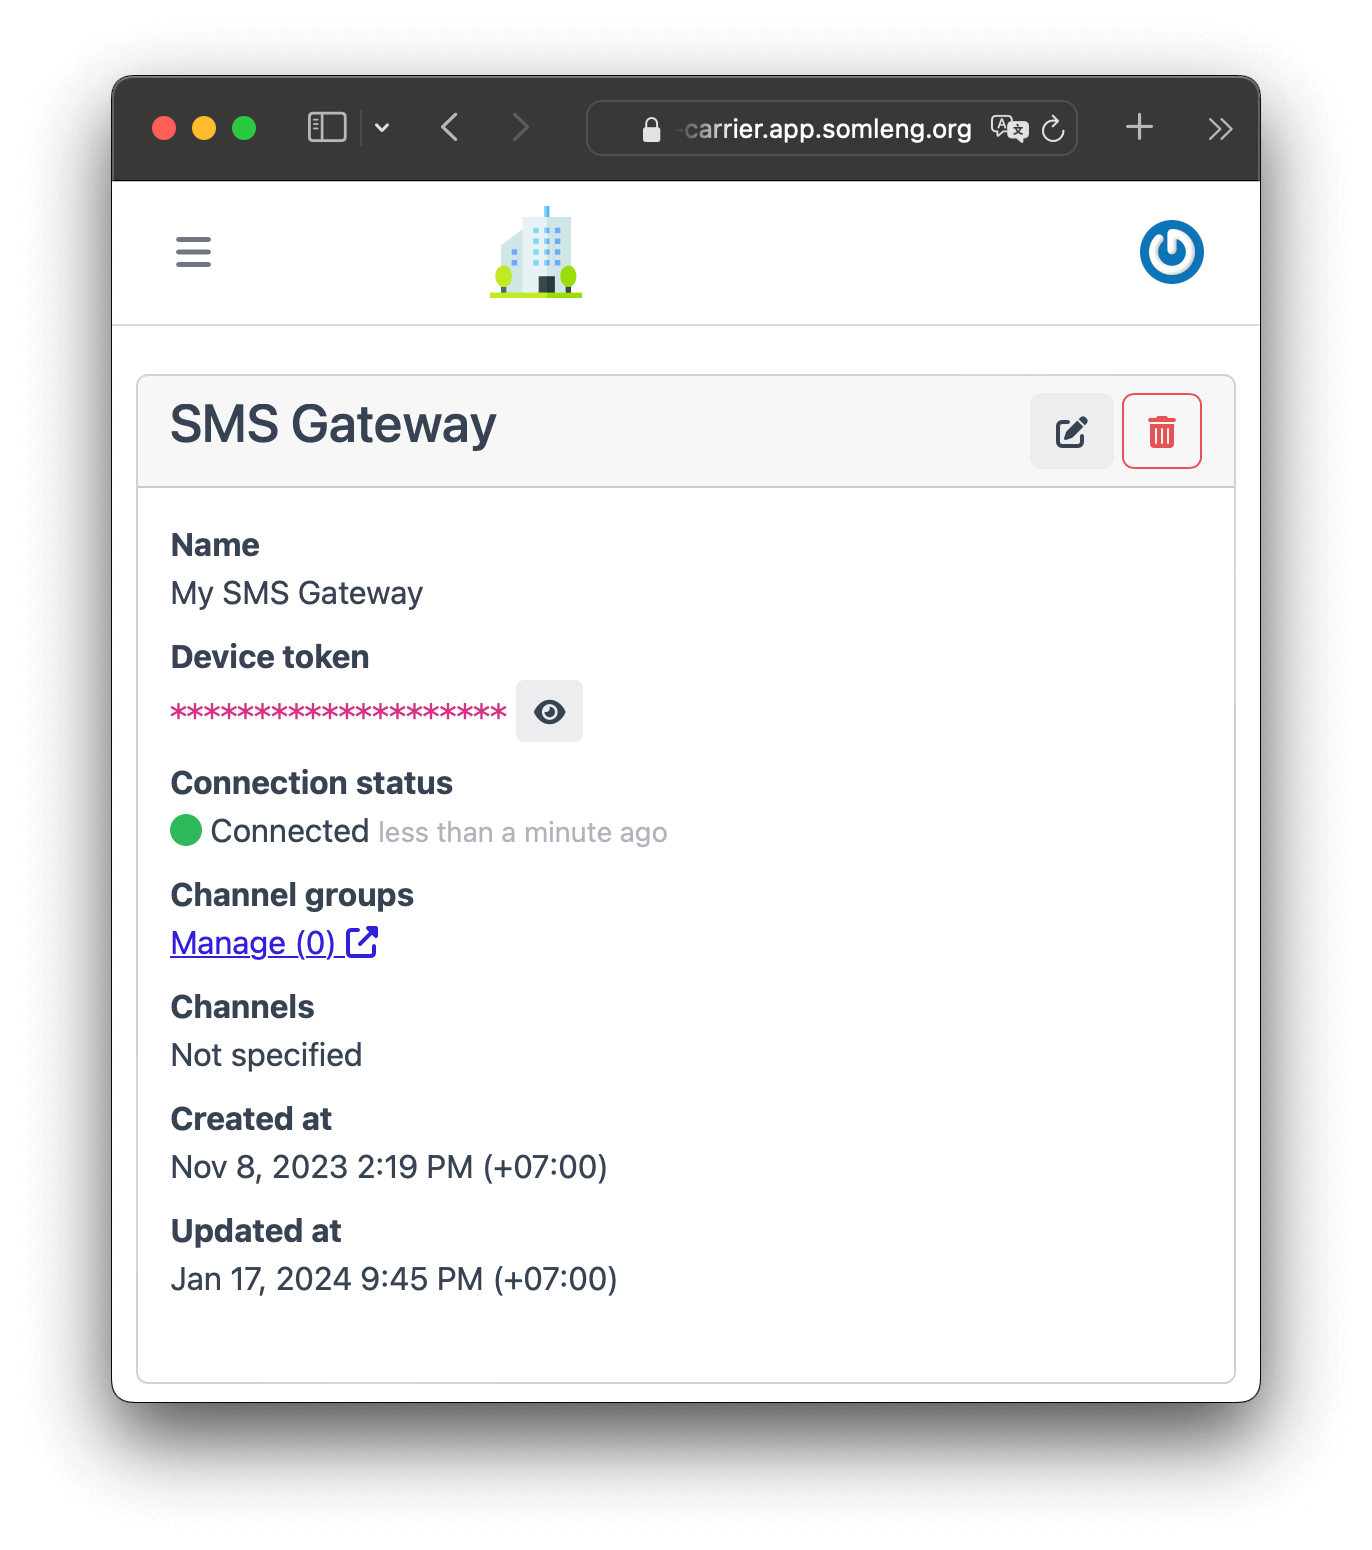 -carrier.app.somleng.org
SMS Gateway
Name
My SMS Gateway
Device token
********************
Connection status
Connected less than a minute ago
Channel groups
Manage (0)
Channels
Not specified
Created at
Nov 8, 2023 2:19 PM (+07:00)
Updated at
Jan 17, 2024 9:45 PM (+07:00)